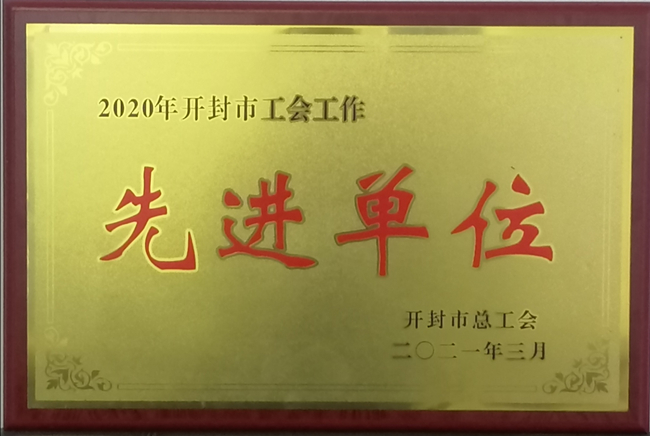 2020年开封市工会工作
先进单位
开封市总工会
二〇二一年三月